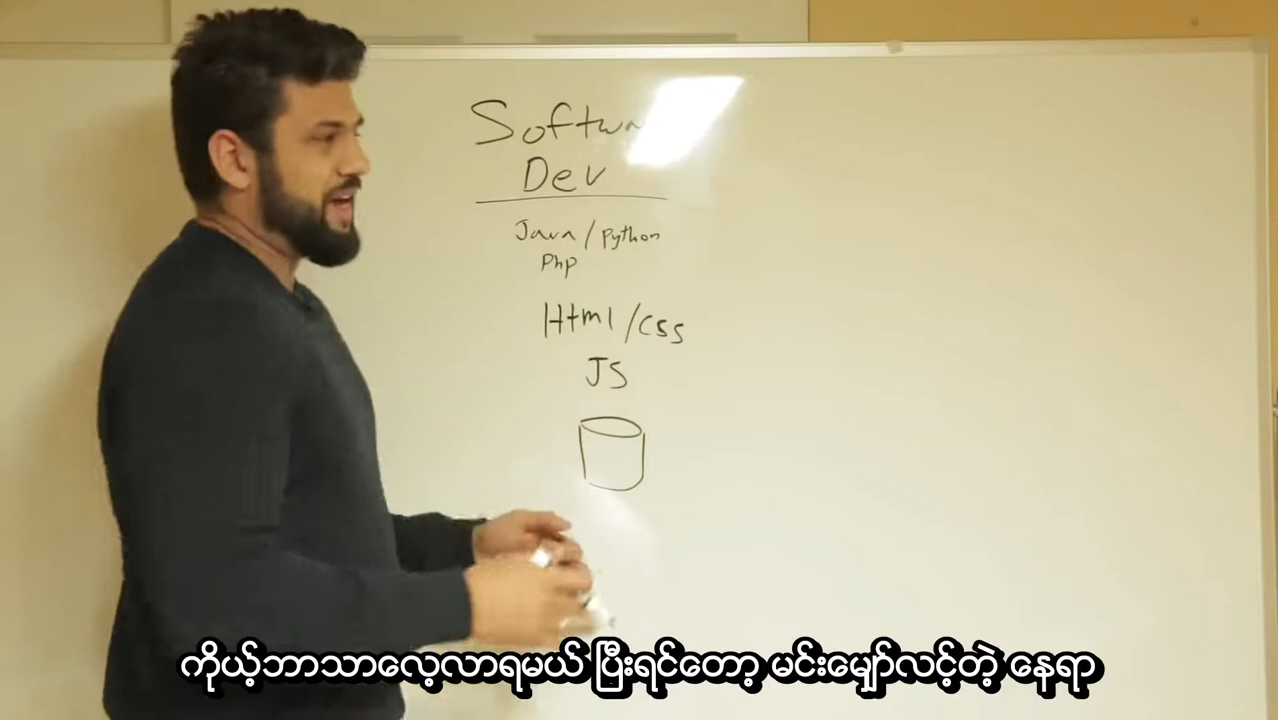 Softwa
Dev
Java / Python
Php
Html / CSS
JS
ကိုယ့်ဘာသာလေ့လာရမယ် ပြီးရင်တော့ မင်းမျှော်လင့်တဲ့ နေရာ